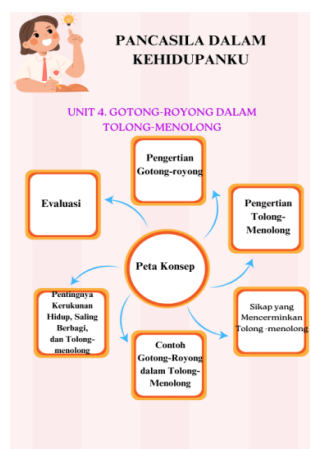 PANCASILA DALAM
KEHIDUPANKU
UNIT 4. GOTONG-ROYONG DALAM
TOLONG-MENOLONG
Pengertian
Gotong-royong
Evaluasi
Pengertian
Tolong-
Menolong
Peta Konsep
Pentingnya
Kerukunan
Hidup, Saling
Berbagi,
dan Tolong-
menolong
Sikap yang
Mencerminkan
Tolong -menolong
Contoh
Gotong-Royong
dalam Tolong-
Menolong